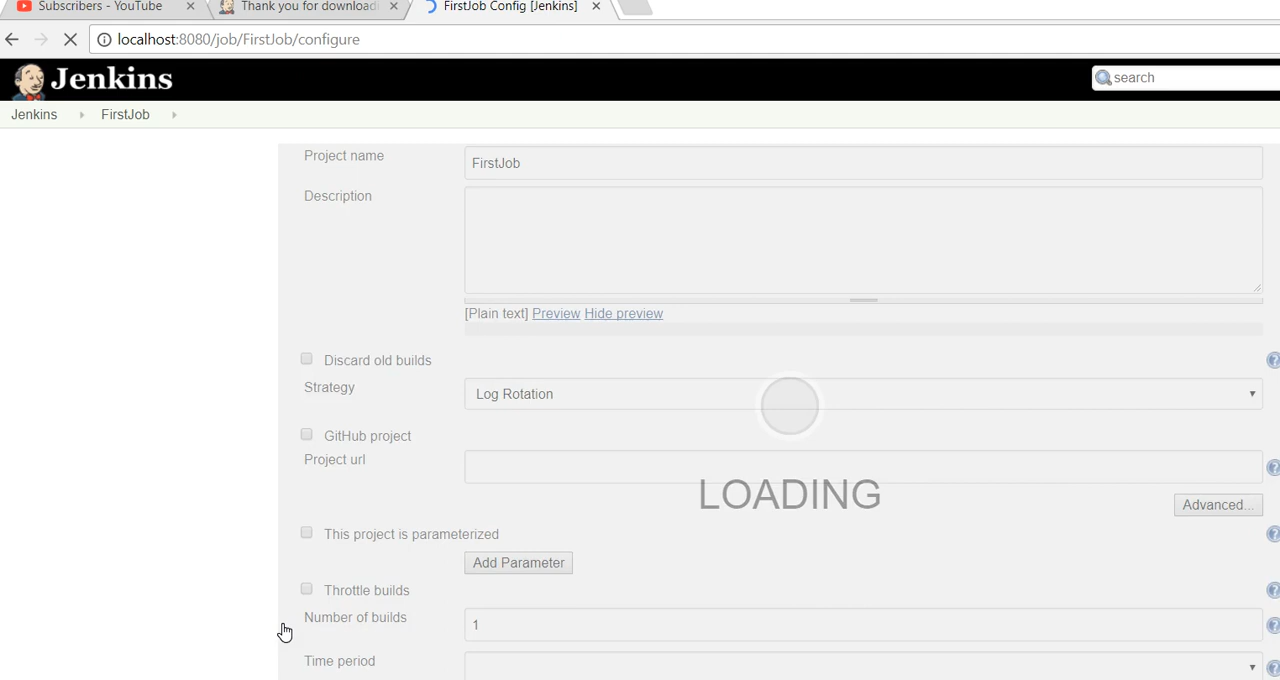 Subscribers - YouTube × Thank you for downloadi × FirstJob Config [Jenkins] ×
localhost:8080/job/FirstJob/configure
Jenkins search
Jenkins FirstJob
Project name FirstJob
Description
[Plain text] Preview Hide preview
Discard old builds
Strategy Log Rotation
GitHub project
Project url
LOADING
Advanced...
This project is parameterized
Add Parameter
Throttle builds
Number of builds 1
Time period